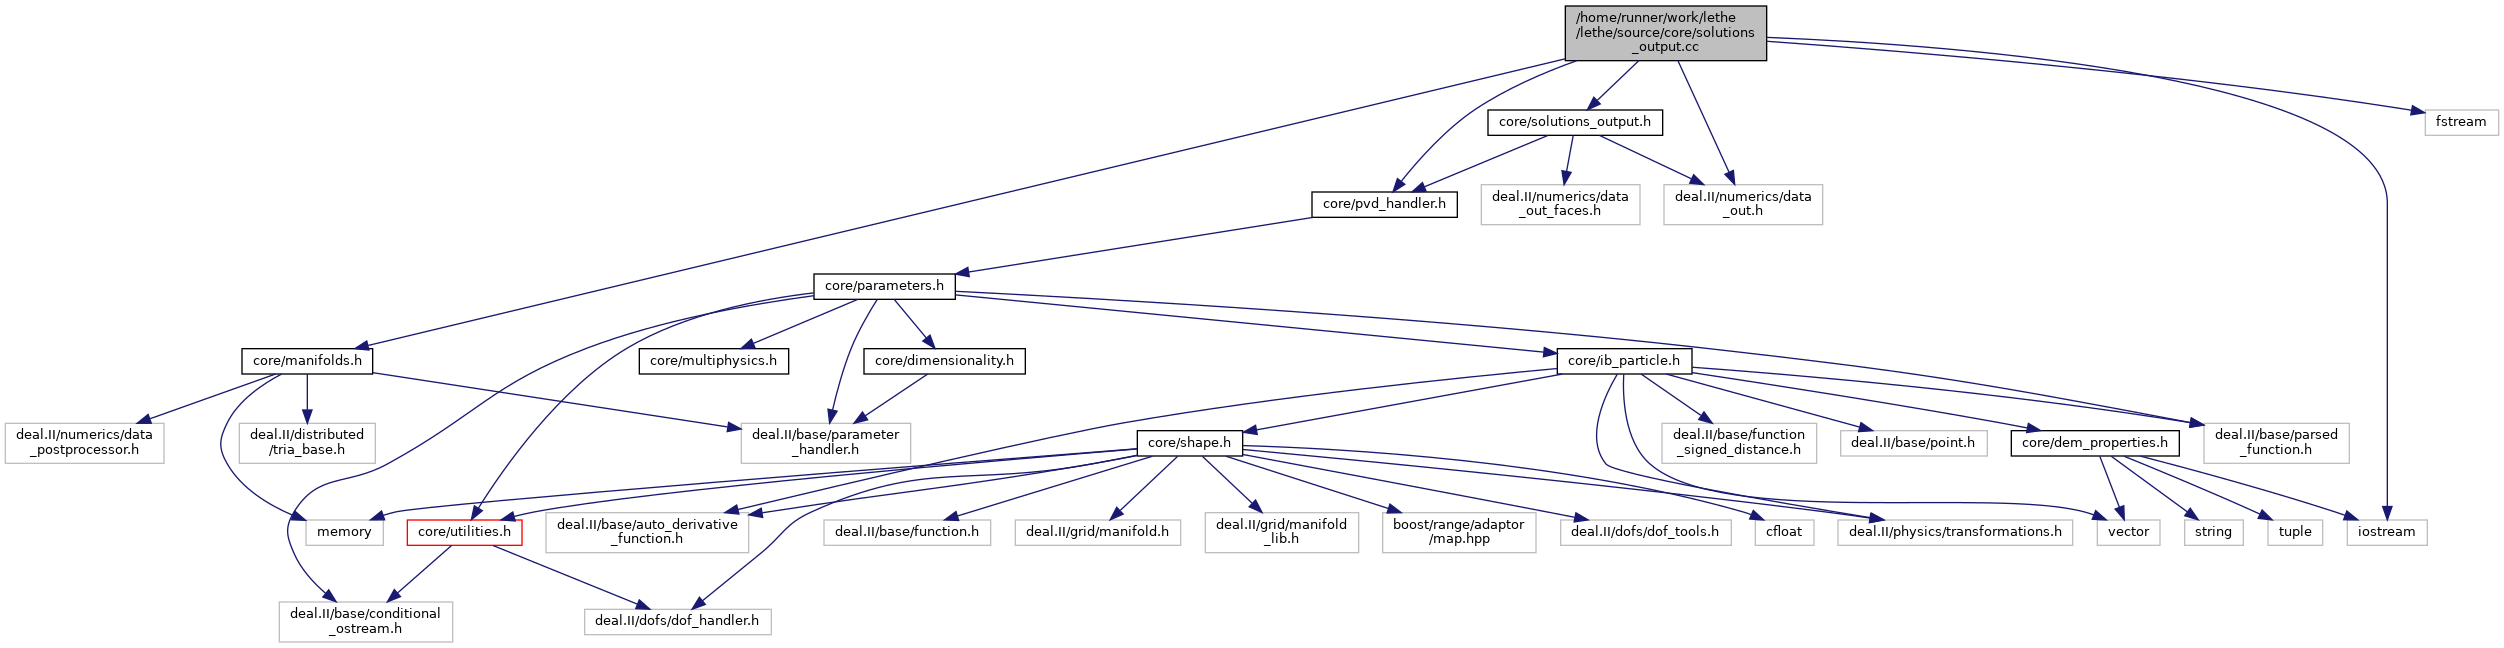 /home/runner/work/lethe
/lethe/source/core/solutions
_output.cc
core/solutions_output.h
fstream
core/pvd_handler.h
deal.II/numerics/data
_out_faces.h
deal.II/numerics/data
_out.h
core/parameters.h
core/manifolds.h
core/multiphysics.h
core/dimensionality.h
core/ib_particle.h
deal.II/numerics/data
_postprocessor.h
deal.II/distributed
/tria_base.h
deal.II/base/parameter
_handler.h
core/shape.h
deal.II/base/function
_signed_distance.h
deal.II/base/point.h
core/dem_properties.h
deal.II/base/parsed
_function.h
memory
core/utilities.h
deal.II/base/auto_derivative
_function.h
deal.II/base/function.h
deal.II/grid/manifold.h
deal.II/grid/manifold
_lib.h
boost/range/adaptor
/map.hpp
deal.II/dofs/dof_tools.h
cfloat
deal.II/physics/transformations.h
vector
string
tuple
iostream
deal.II/base/conditional
_ostream.h
deal.II/dofs/dof_handler.h